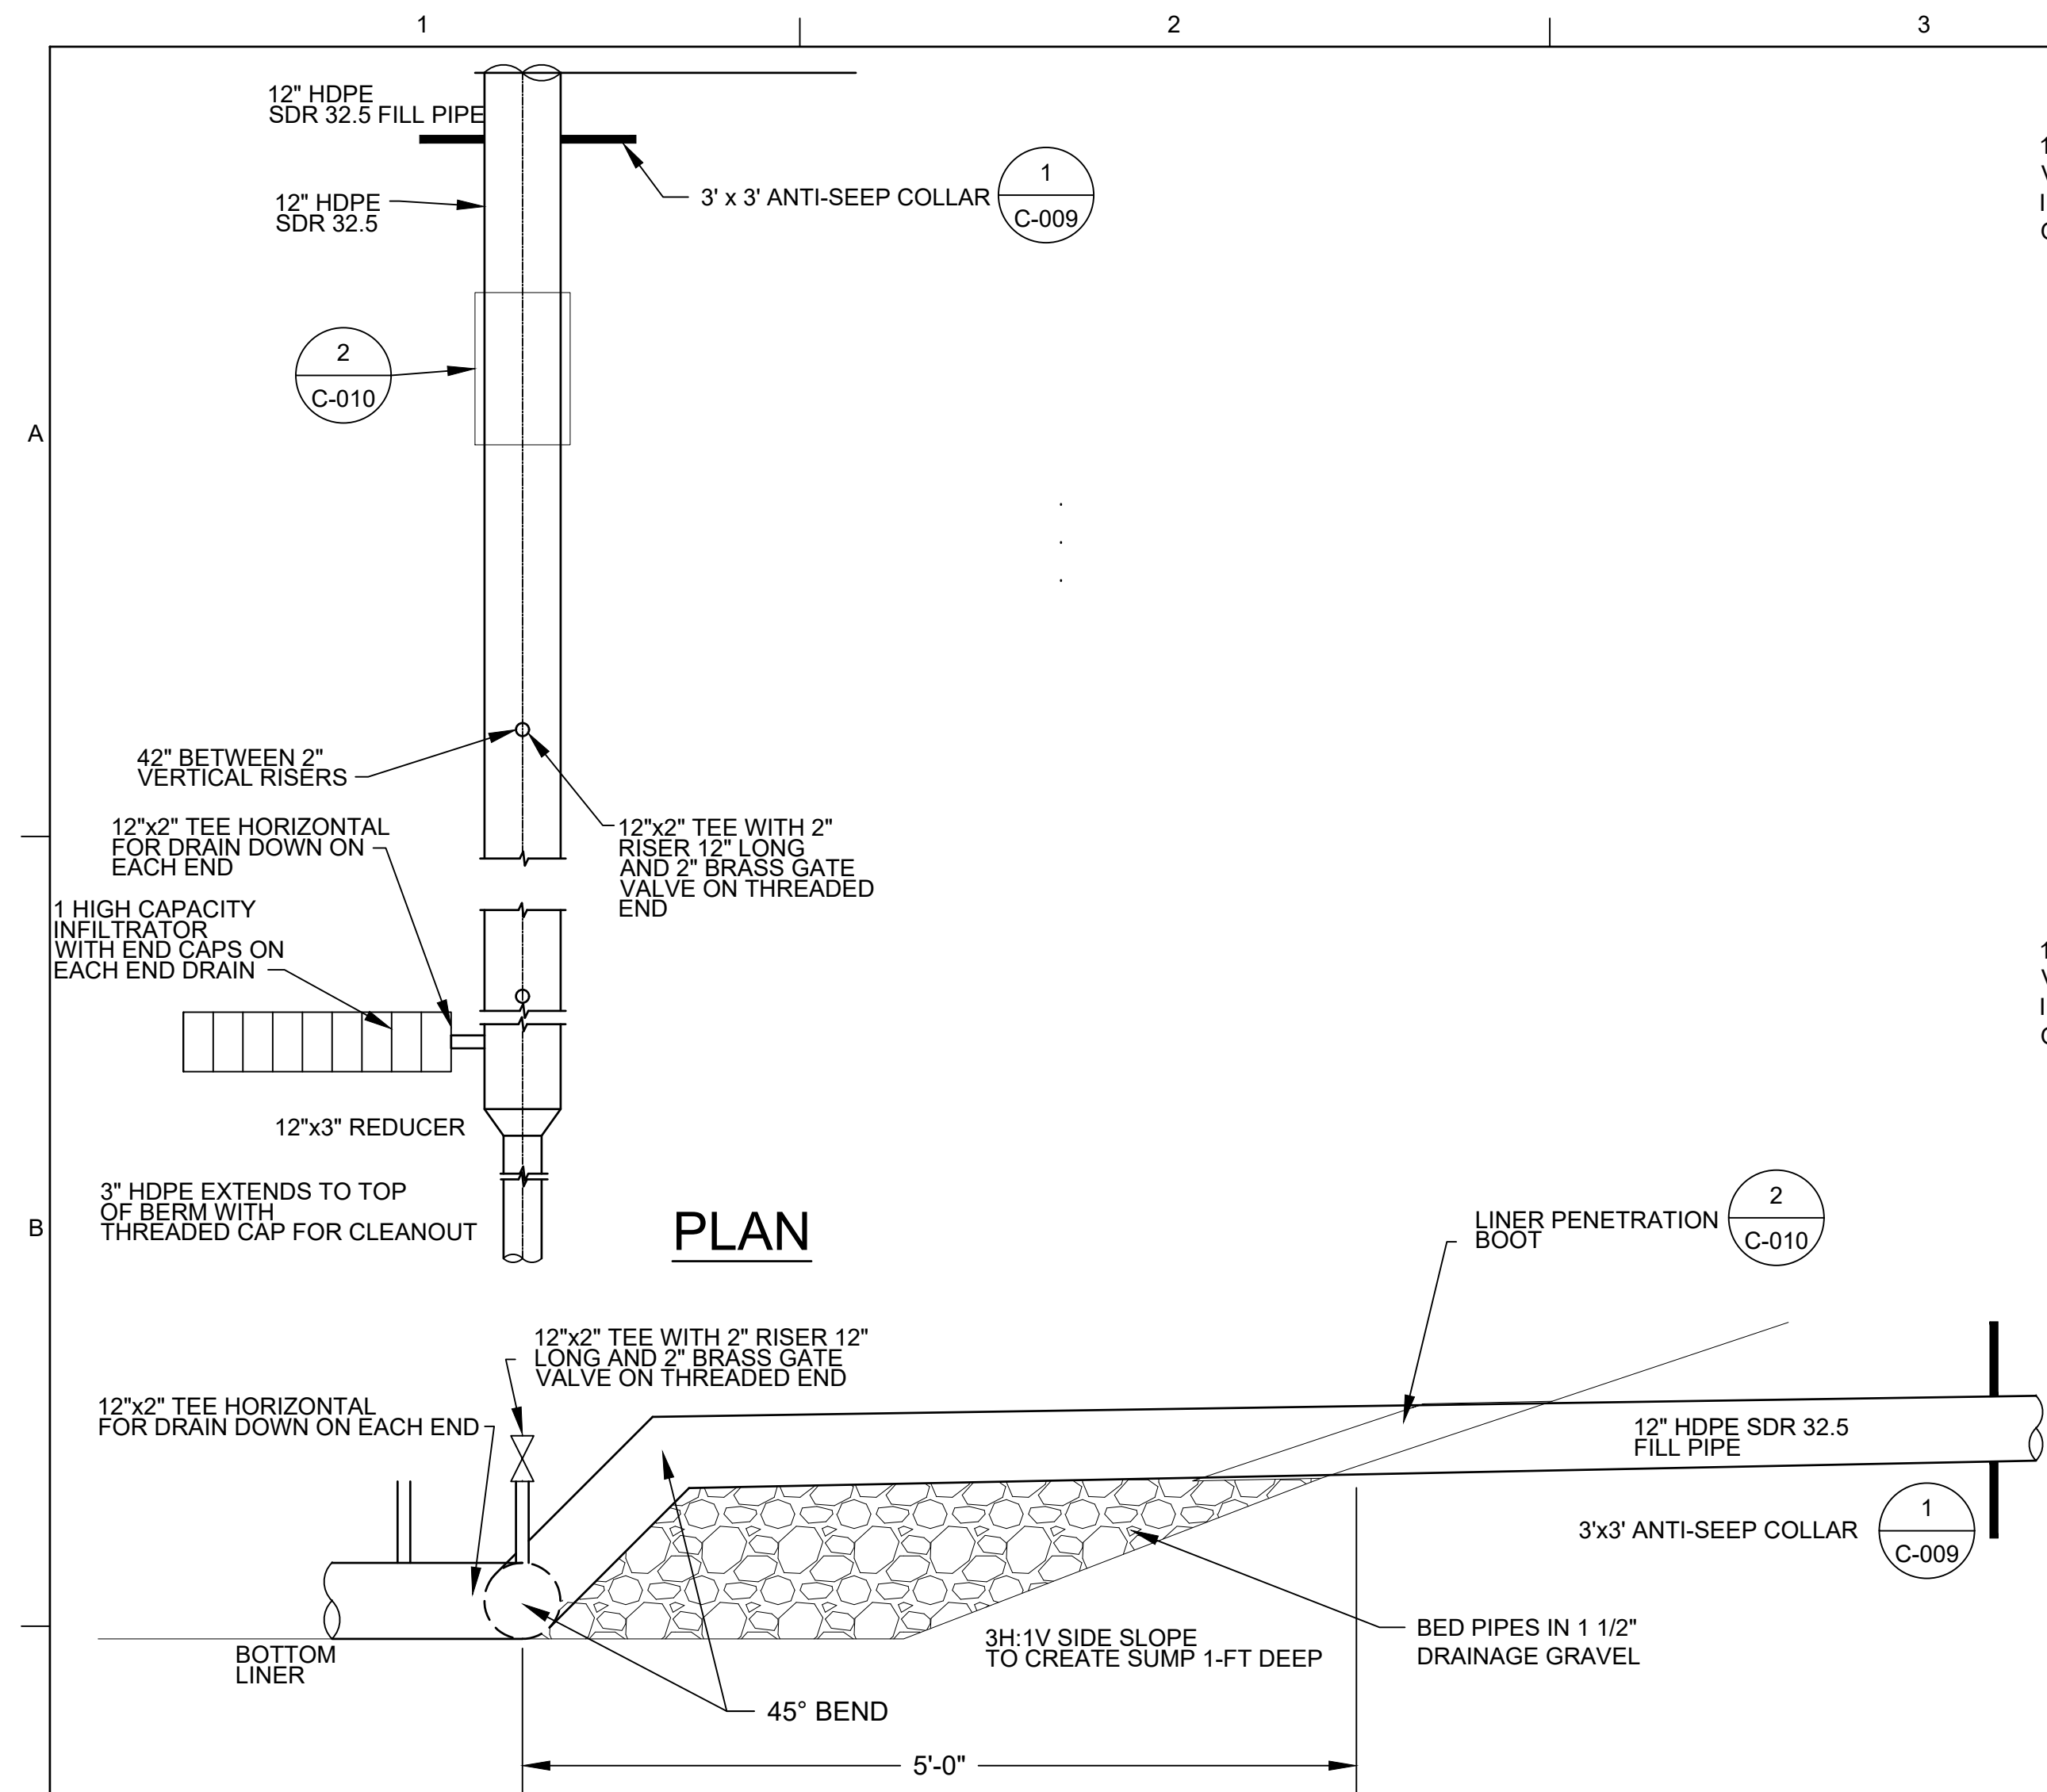 1
2
3
12" HDPE
SDR 32.5 FILL PIPE
12" HDPE
SDR 32.5
3' x 3' ANTI-SEEP COLLAR
1
C-009
2
C-010
A
42" BETWEEN 2"
VERTICAL RISERS
12"x2" TEE HORIZONTAL
FOR DRAIN DOWN ON
EACH END
12"x2" TEE WITH 2"
RISER 12" LONG
AND 2" BRASS GATE
VALVE ON THREADED
END
1 HIGH CAPACITY
INFILTRATOR
WITH END CAPS ON
EACH END DRAIN
12"x3" REDUCER
3" HDPE EXTENDS TO TOP
OF BERM WITH
THREADED CAP FOR CLEANOUT
B
PLAN
LINER PENETRATION
BOOT
2
C-010
12"x2" TEE WITH 2" RISER 12"
LONG AND 2" BRASS GATE
VALVE ON THREADED END
12"x2" TEE HORIZONTAL
FOR DRAIN DOWN ON EACH END
12" HDPE SDR 32.5
FILL PIPE
3'x3' ANTI-SEEP COLLAR
1
C-009
BOTTOM
LINER
3H:1V SIDE SLOPE
TO CREATE SUMP 1-FT DEEP
BED PIPES IN 1 1/2"
DRAINAGE GRAVEL
45° BEND
5'-0"